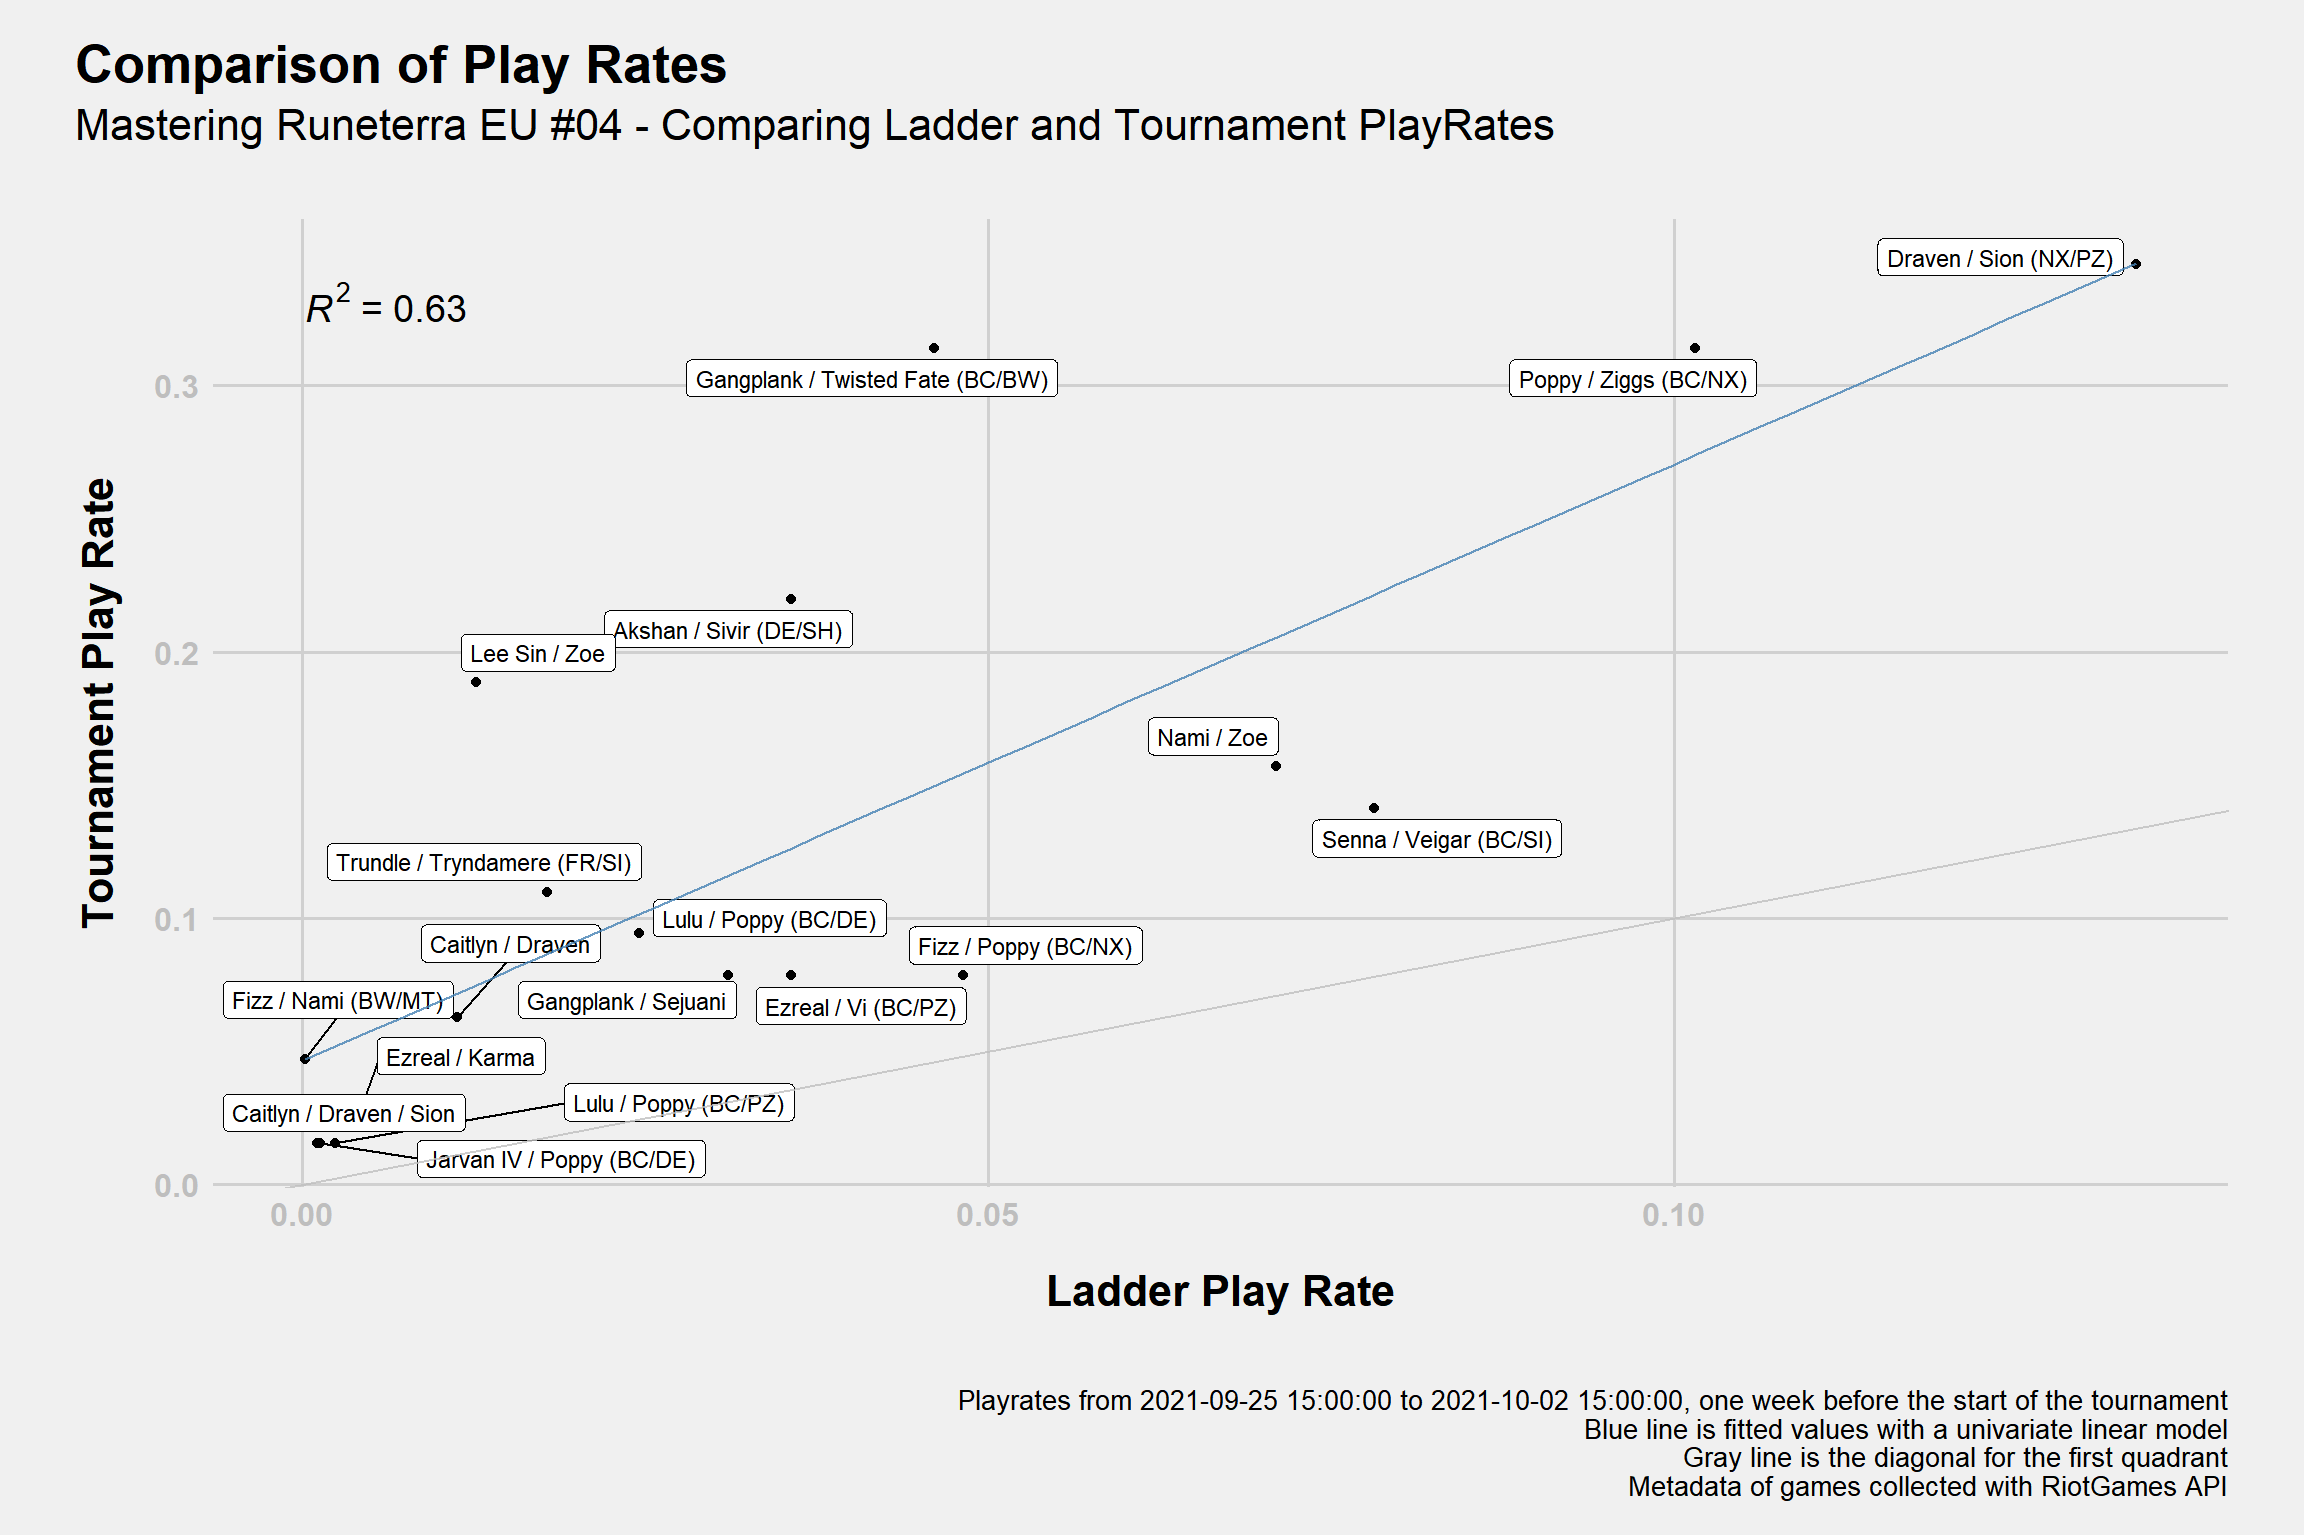 Comparison of Play Rates
Mastering Runeterra EU #04 - Comparing Ladder and Tournament PlayRates
R² = 0.63
Draven / Sion (NX/PZ)
Gangplank / Twisted Fate (BC/BW)
Poppy / Ziggs (BC/NX)
0.3
Akshan / Sivir (DE/SH)
Lee Sin / Zoe
0.2
Nami / Zoe
Senna / Veigar (BC/SI)
Trundle / Tryndamere (FR/SI)
Lulu / Poppy (BC/DE)
0.1
Caitlyn / Draven
Fizz / Poppy (BC/NX)
Fizz / Nami (BW/MT)
Gangplank / Sejuani
Ezreal / Vi (BC/PZ)
Ezreal / Karma
Lulu / Poppy (BC/PZ)
Caitlyn / Draven / Sion
Jarvan IV / Poppy (BC/DE)
0.0
0.00
0.05
0.10
Tournament Play Rate
Ladder Play Rate
Playrates from 2021-09-25 15:00:00 to 2021-10-02 15:00:00, one week before the start of the tournament
Blue line is fitted values with a univariate linear model
Gray line is the diagonal for the first quadrant
Metadata of games collected with RiotGames API